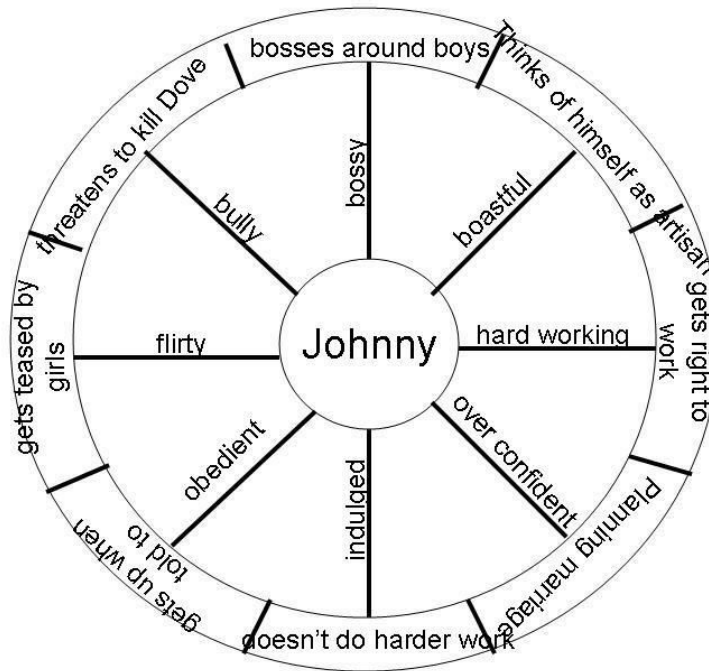 bosses around boys
Thinks of himself as artisan
gets right to
work
Planning marriage
doesn't do harder work
gets up when
told to
gets teased by
girls
threatens to kill Dove
bossy
boastful
hard working
over confident
indulged
obedient
flirty
bully
Johnny